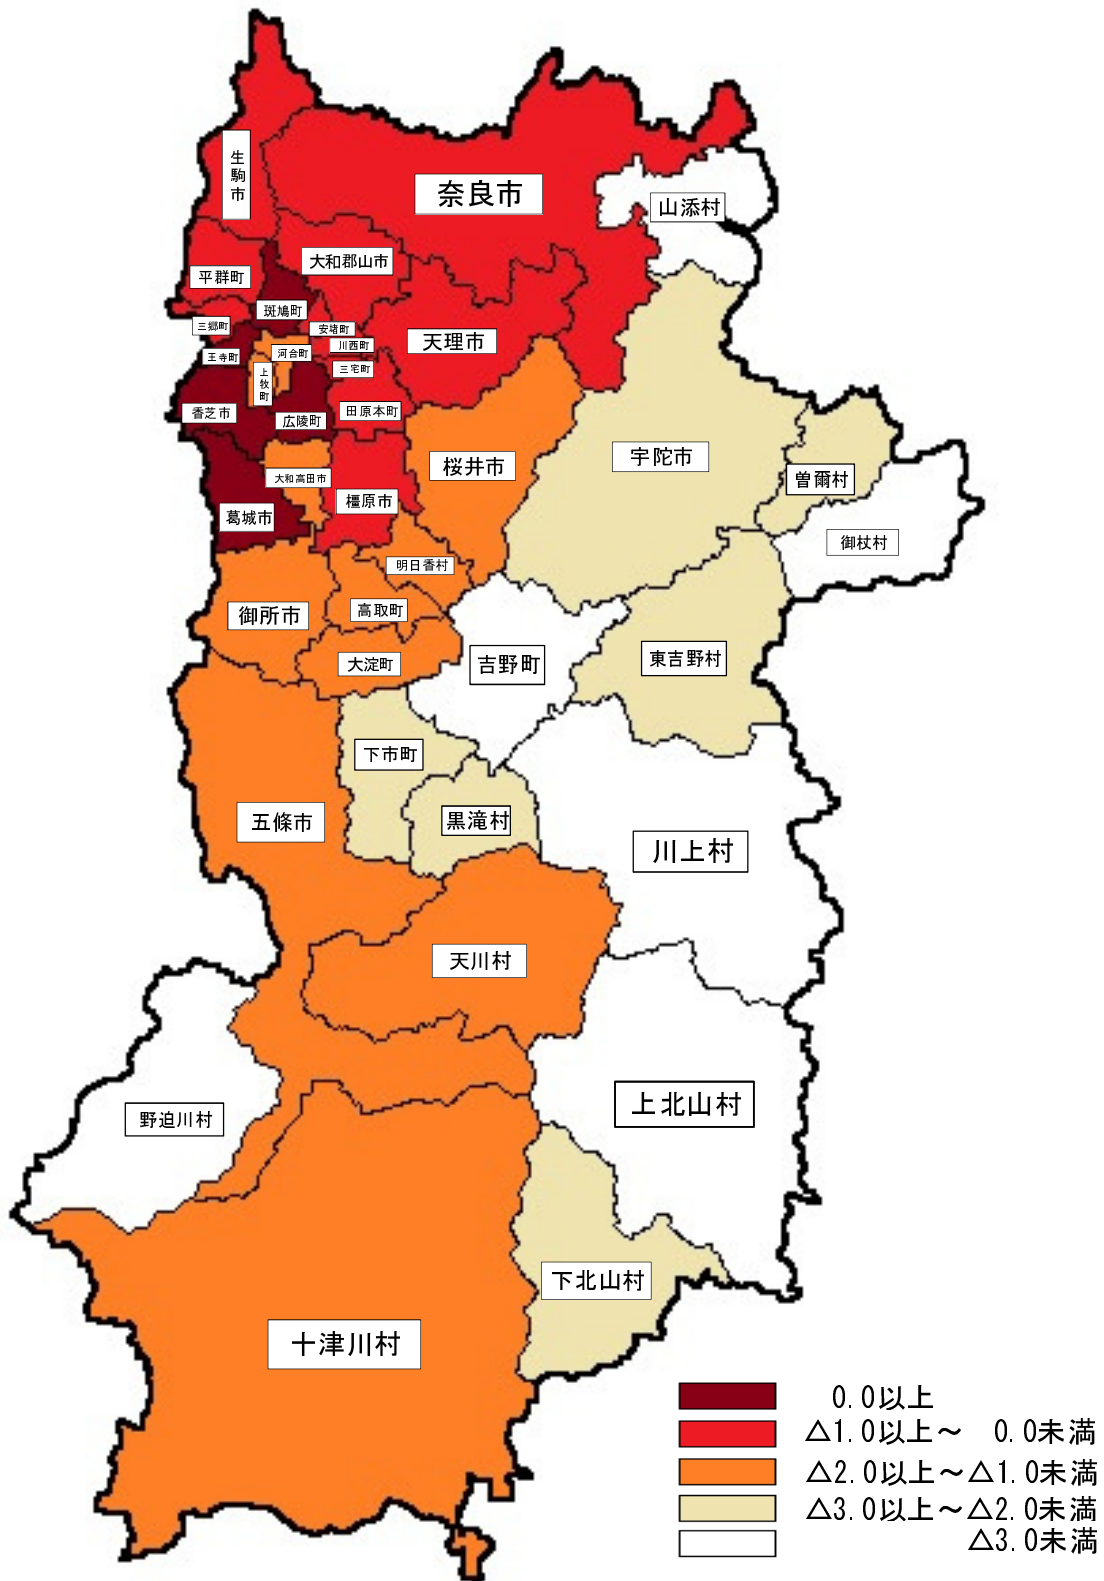 生駒市
奈良市
山添村
大和郡山市
平群町
斑鳩町
三郷町
安堵町
川西町
天理市
王寺町
河合町
三宅町
上牧町
香芝市
広陵町
田原本町
桜井市
宇陀市
曽爾村
大和高田市
橿原市
葛城市
御杖村
明日香村
御所市
高取町
大淀町
吉野町
東吉野村
下市町
五條市
黒滝村
川上村
天川村
野迫川村
上北山村
下北山村
十津川村
0.0以上
△1.0以上～ 0.0未満
△2.0以上～△1.0未満
△3.0以上～△2.0未満
△3.0未満